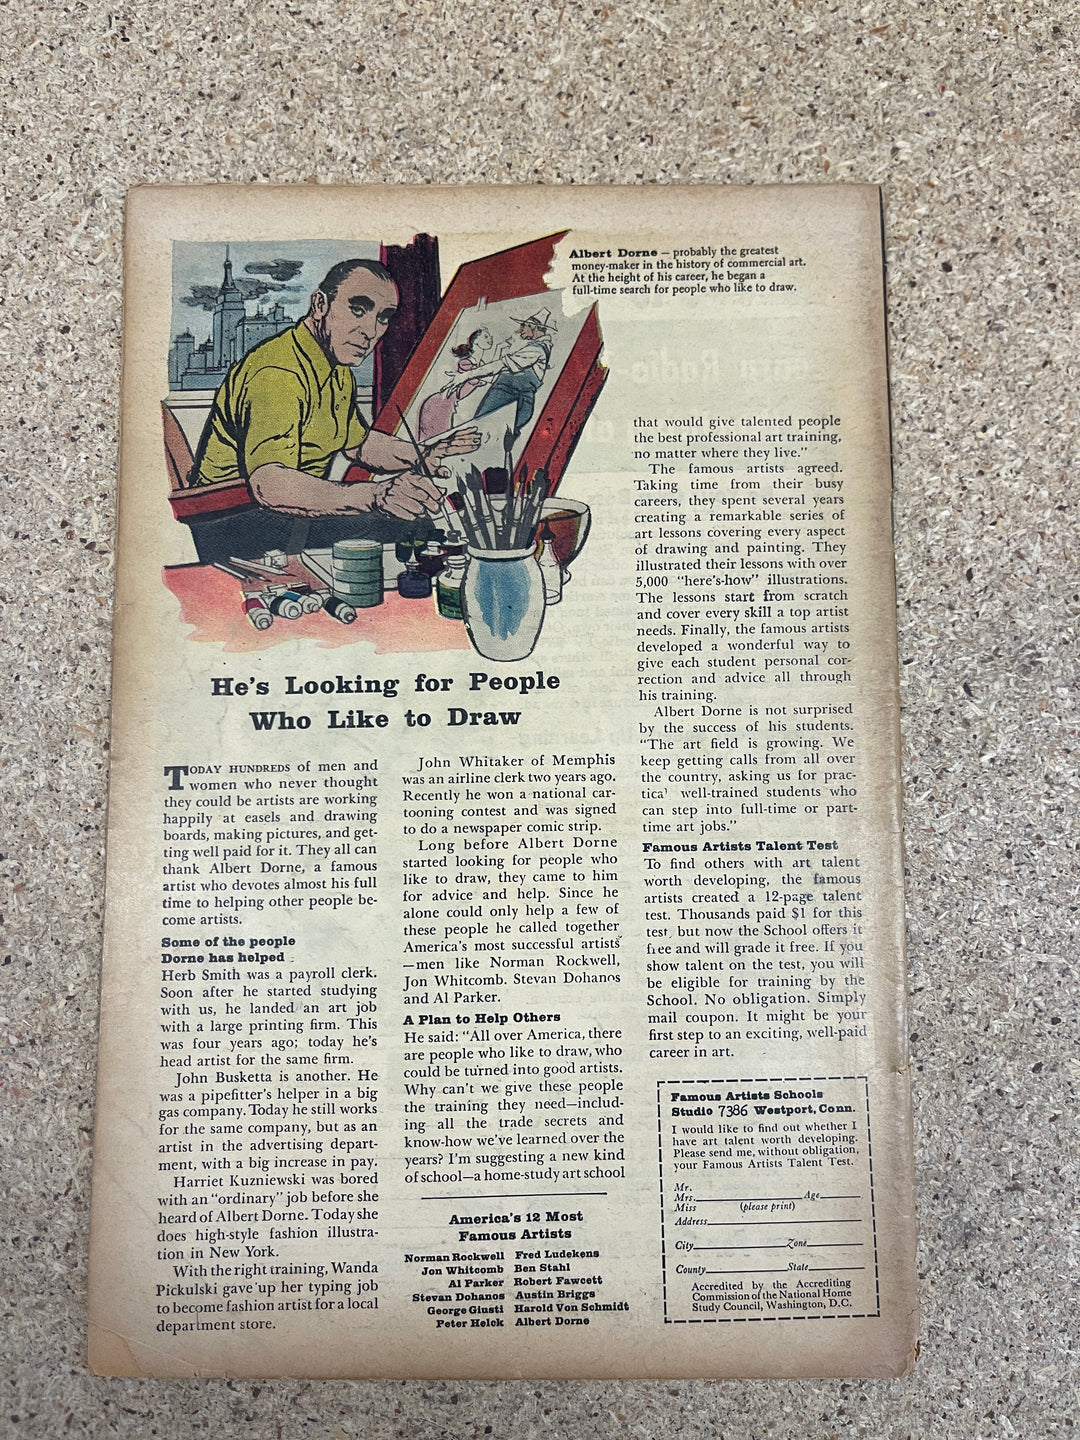 Albert Dorne — probably the greatest
money-maker in the history of commercial art.
At the height of his career, he began a
full-time search for people who like to draw.
He's Looking for People
Who Like to Draw
TODAY HUNDREDS of men and
women who never thought
they could be artists are working
happily at easels and drawing
boards, making pictures, and get-
ting well paid for it. They all can
thank Albert Dorne, a famous
artist who devotes almost his full
time to helping other people be-
come artists.
Some of the people
Dorne has helped
Herb Smith was a payroll clerk.
Soon after he started studying
with us, he landed an art job
with a large printing firm. This
was four years ago; today he's
head artist for the same firm.
John Busketta is another. He
was a pipefitter's helper in a big
gas company. Today he still works
for the same company, but as an
artist in the advertising depart-
ment, with a big increase in pay.
Harriet Kuzniewski was bored
with an "ordinary" job before she
heard of Albert Dorne. Today she
does high-style fashion illustra-
tion in New York.
With the right training, Wanda
Pickulski gave up her typing job
to become fashion artist for a local
department store.
John Whitaker of Memphis
was an airline clerk two years ago.
Recently he won a national car-
tooning contest and was signed
to do a newspaper comic strip.
Long before Albert Dorne
started looking for people who
like to draw, they came to him
for advice and help. Since he
alone could only help a few of
these people he called together
America's most successful artists
—men like Norman Rockwell,
Jon Whitcomb, Stevan Dohanos
and Al Parker.
A Plan to Help Others
He said: "All over America, there
are people who like to draw, who
could be turned into good artists.
Why can't we give these people
the training they need—includ-
ing all the trade secrets and
know-how we've learned over the
years? I'm suggesting a new kind
of school—a home-study art school
that would give talented people
the best professional art training,
no matter where they live."
The famous artists agreed.
Taking time from their busy
careers, they spent several years
creating a remarkable series of
art lessons covering every aspect
of drawing and painting. They
illustrated their lessons with over
5,000 "here's-how" illustrations.
The lessons start from scratch
and cover every skill a top artist
needs. Finally, the famous artists
developed a wonderful way to
give each student personal cor-
rection and advice all through
his training.
Albert Dorne is not surprised
by the success of his students.
"The art field is growing. We
keep getting calls from all over
the country, asking us for prac-
tical well-trained students who
can step into full-time or part-
time art jobs."
Famous Artists Talent Test
To find others with art talent
worth developing, the famous
artists created a 12-page talent
test. Thousands paid $1 for this
test, but now the School offers it
free and will grade it free. If you
show talent on the test, you will
be eligible for training by the
School. No obligation. Simply
mail coupon. It might be your
first step to an exciting, well-paid
career in art.
America's 12 Most
Famous Artists
Norman Rockwell Fred Ludekens
Jon Whitcomb Ben Stahl
Al Parker Robert Fawcett
Stevan Dohanos Austin Briggs
George Giusti Harold Von Schmidt
Peter Helck Albert Dorne
Famous Artists Schools
Studio 7386 Westport, Conn.
I would like to find out whether I
have art talent worth developing.
Please send me, without obligation,
your Famous Artists Talent Test.
Mr.
Mrs. Age
Miss (please print)
Address
City Zone
County State
Accredited by the Accrediting
Commission of the National Home
Study Council, Washington, D.C.